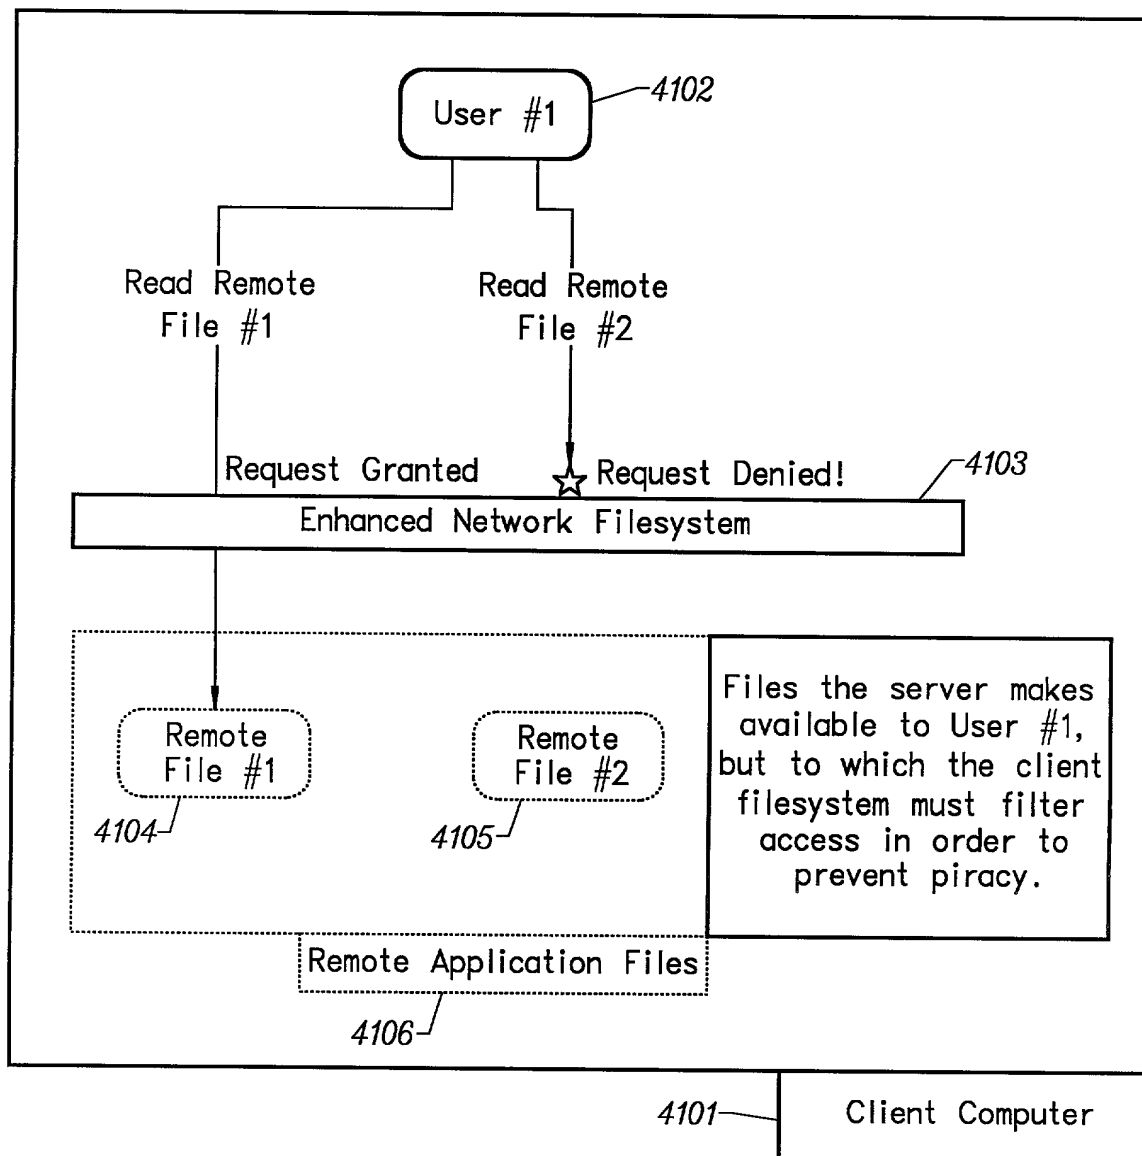 4102
User #1
Read Remote
File #1
Read Remote
File #2
Request Granted
Request Denied!
4103
Enhanced Network Filesystem
Remote
File #1
4104
Remote
File #2
4105
Files the server makes
available to User #1,
but to which the client
filesystem must filter
access in order to
prevent piracy.
Remote Application Files
4106
4101
Client Computer